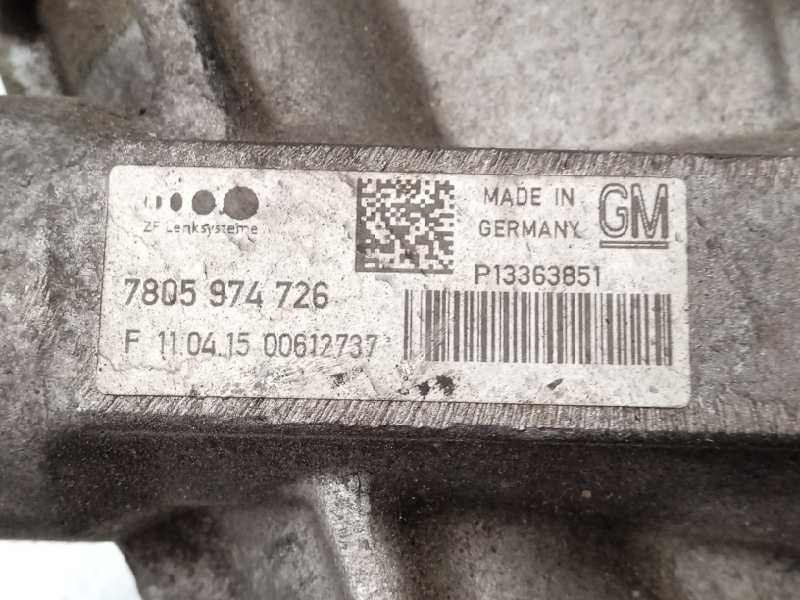 ZF Lenksysteme
MADE IN
GERMANY
GM
P13363851
7805 974 726
F 11.04.15 00612737